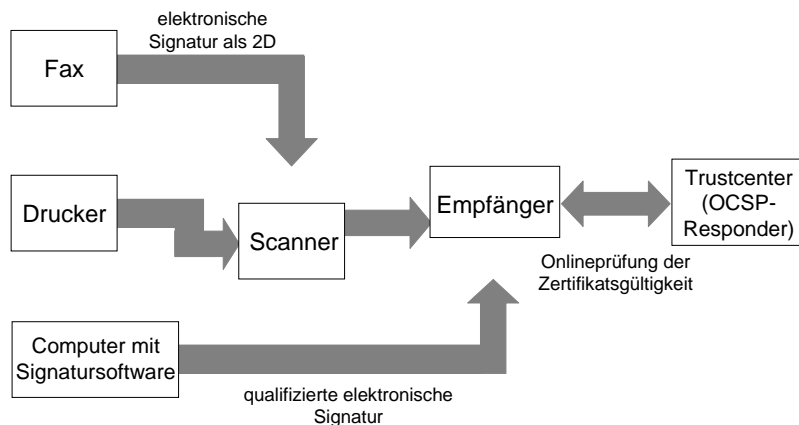 elektronische
Signatur als 2D
Fax
Drucker
Scanner
Empfänger
Trustcenter
(OCSP-
Responder)
Onlineprüfung der
Zertifikatsgültigkeit
Computer mit
Signatursoftware
qualifizierte elektronische
Signatur